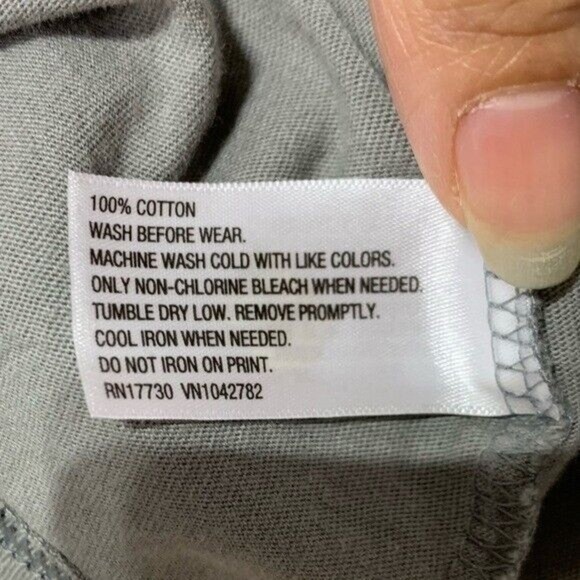 100% COTTON
WASH BEFORE WEAR.
MACHINE WASH COLD WITH LIKE COLORS.
ONLY NON-CHLORINE BLEACH WHEN NEEDED.
TUMBLE DRY LOW. REMOVE PROMPTLY.
COOL IRON WHEN NEEDED.
DO NOT IRON ON PRINT.
RN17730 VN1042782